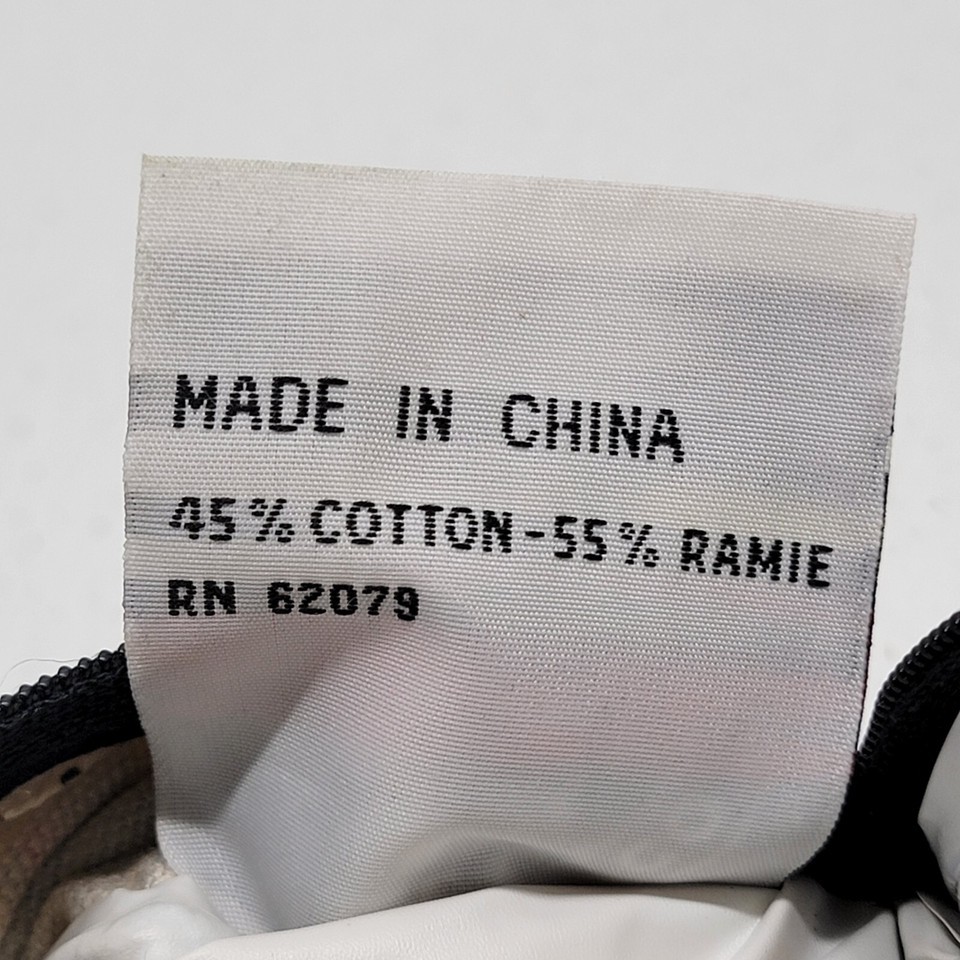 MADE IN CHINA
45% COTTON-55% RAMIE
RN 62079